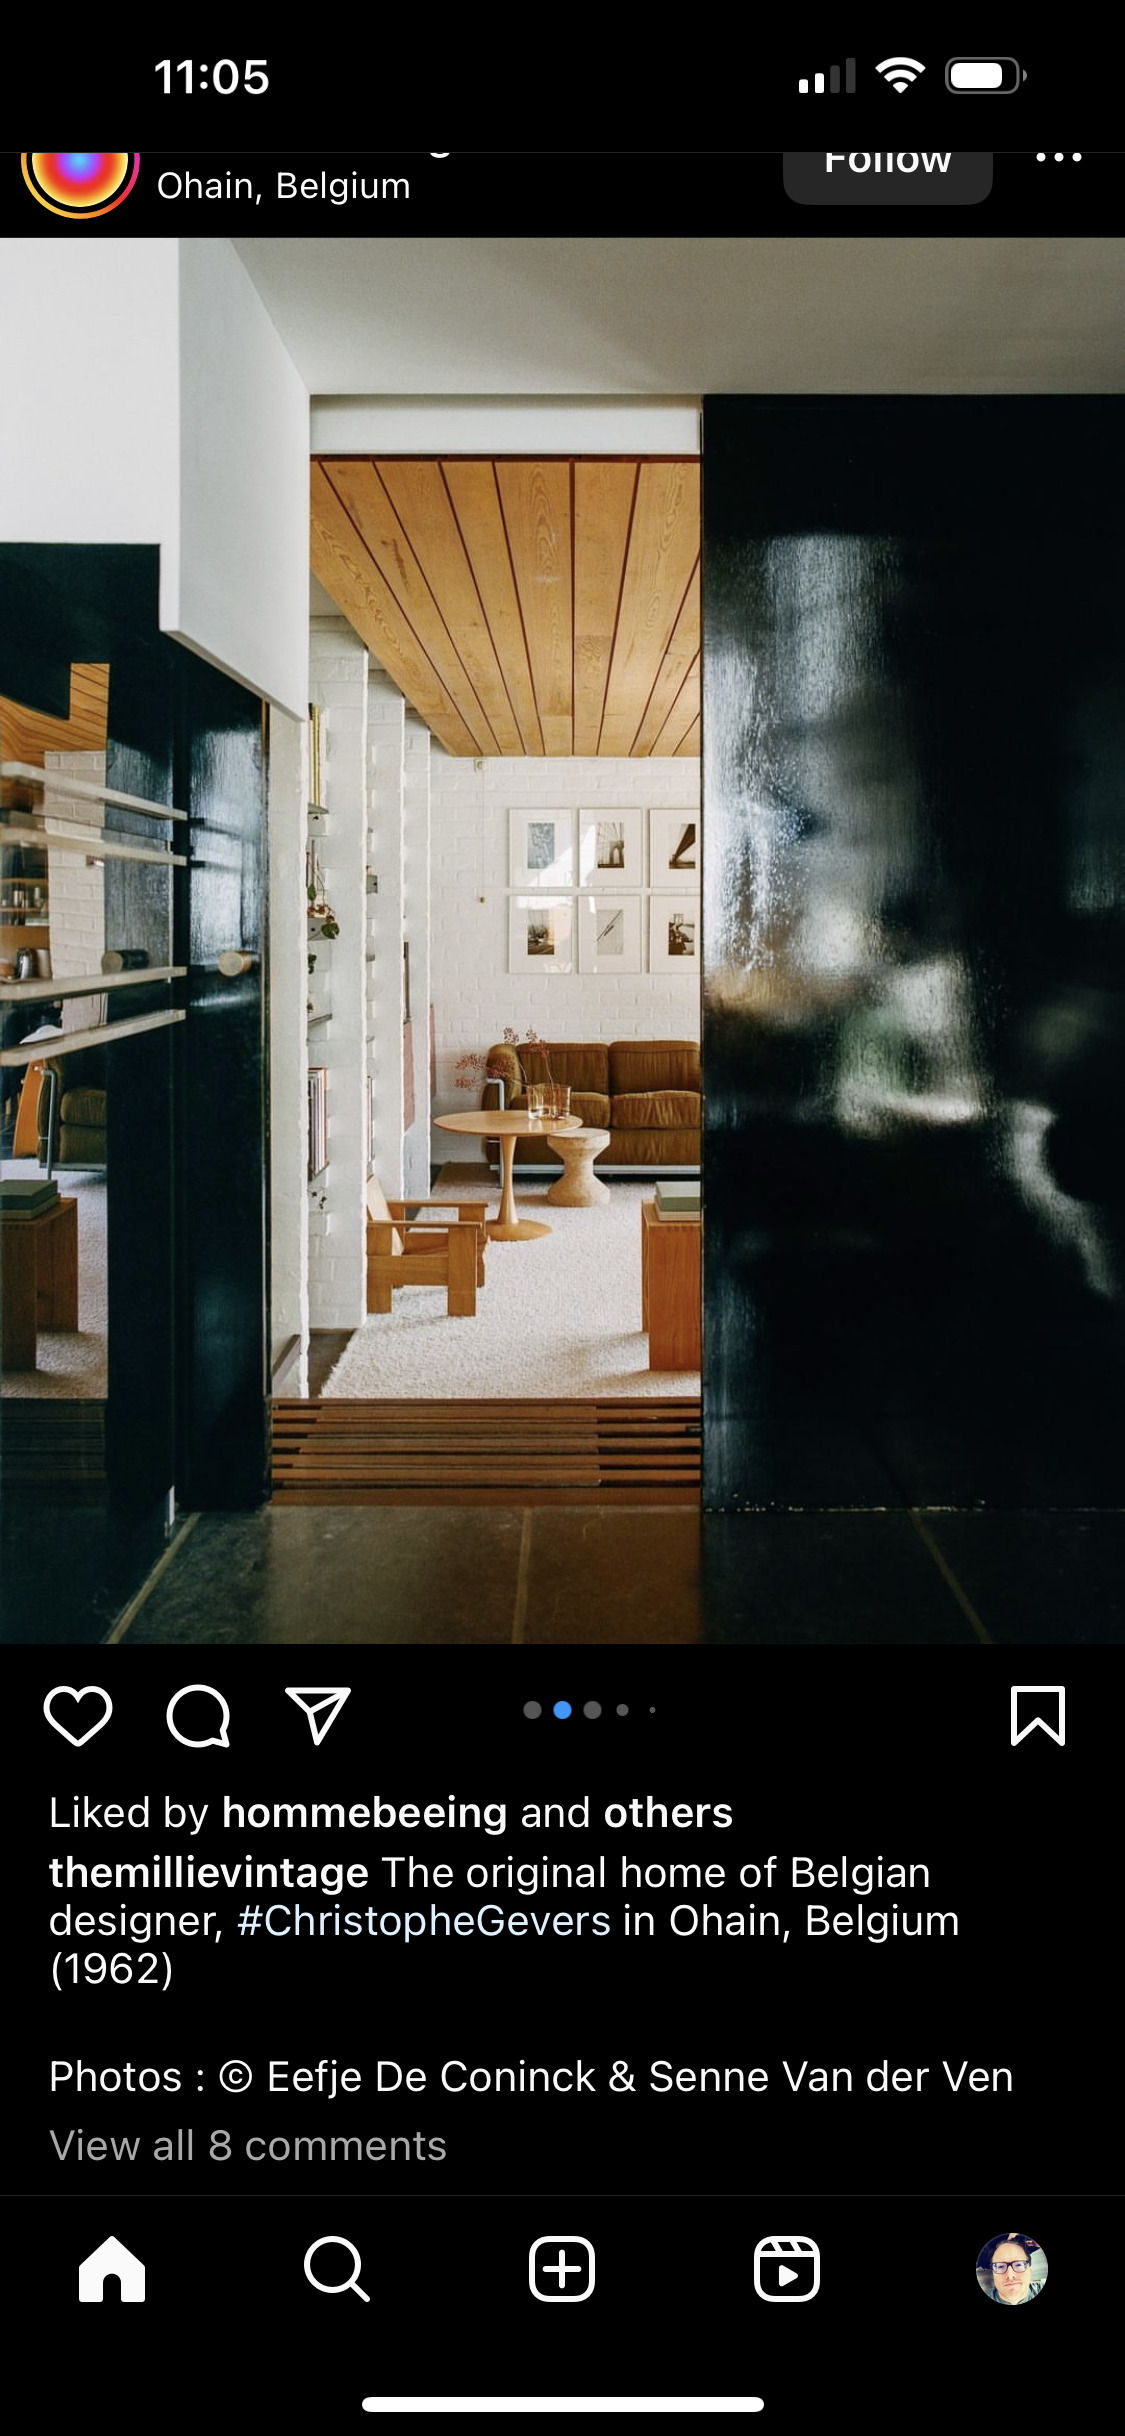 11:05
Ohain, Belgium
Follow
Liked by hommebeeing and others
themillievintage The original home of Belgian
designer, #ChristopheGevers in Ohain, Belgium
(1962)
Photos : © Eefje De Coninck & Senne Van der Ven
View all 8 comments